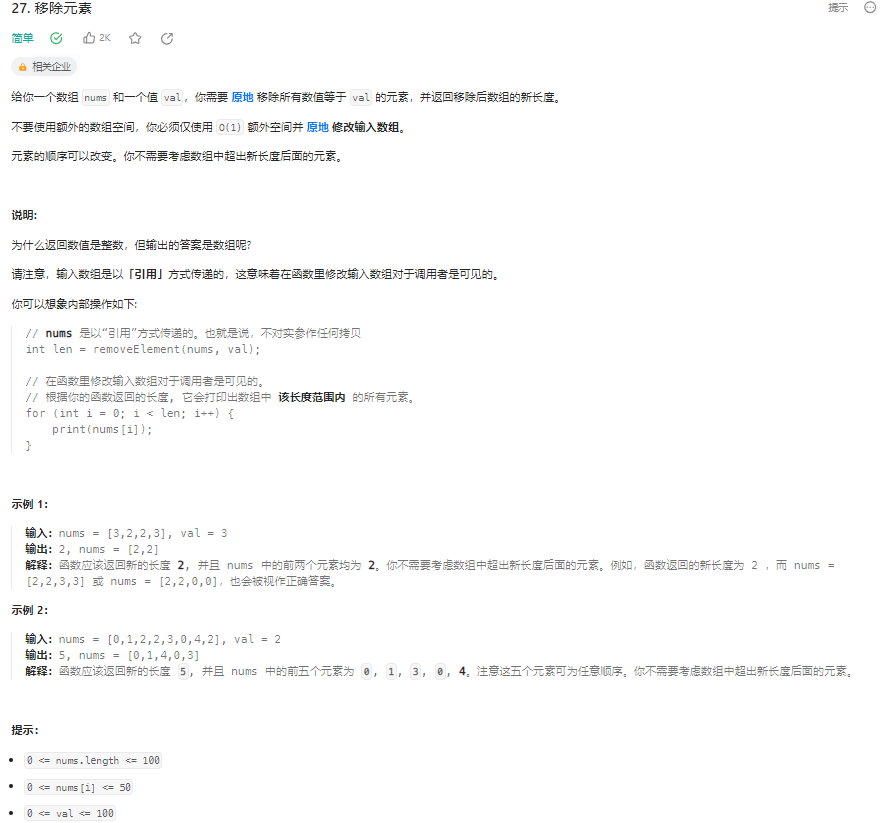 27. 移除元素
提示
简单
2K
相关企业
给你一个数组 nums 和一个值 val，你需要 原地 移除所有数值等于 val 的元素，并返回移除后数组的新长度。
不要使用额外的数组空间，你必须仅使用 O(1) 额外空间并 原地 修改输入数组。
元素的顺序可以改变。你不需要考虑数组中超出新长度后面的元素。
说明:
为什么返回数值是整数，但输出的答案是数组呢?
请注意，输入数组是以「引用」方式传递的，这意味着在函数里修改输入数组对于调用者是可见的。
你可以想象内部操作如下:
// nums 是以“引用”方式传递的。也就是说，不对实参作任何拷贝
int len = removeElement(nums, val);
// 在函数里修改输入数组对于调用者是可见的。
// 根据你的函数返回的长度, 它会打印出数组中 该长度范围内 的所有元素。
for (int i = 0; i < len; i++) {
    print(nums[i]);
}
示例 1：
输入：nums = [3,2,2,3], val = 3
输出：2, nums = [2,2]
解释：函数应该返回新的长度 2, 并且 nums 中的前两个元素均为 2。你不需要考虑数组中超出新长度后面的元素。例如，函数返回的新长度为 2 ，而 nums =
[2,2,3,3] 或 nums = [2,2,0,0]，也会被视作正确答案。
示例 2：
输入：nums = [0,1,2,2,3,0,4,2], val = 2
输出：5, nums = [0,1,4,0,3]
解释：函数应该返回新的长度 5, 并且 nums 中的前五个元素为 0, 1, 3, 0, 4。注意这五个元素可为任意顺序。你不需要考虑数组中超出新长度后面的元素。
提示：
0 <= nums.length <= 100
0 <= nums[i] <= 50
0 <= val <= 100